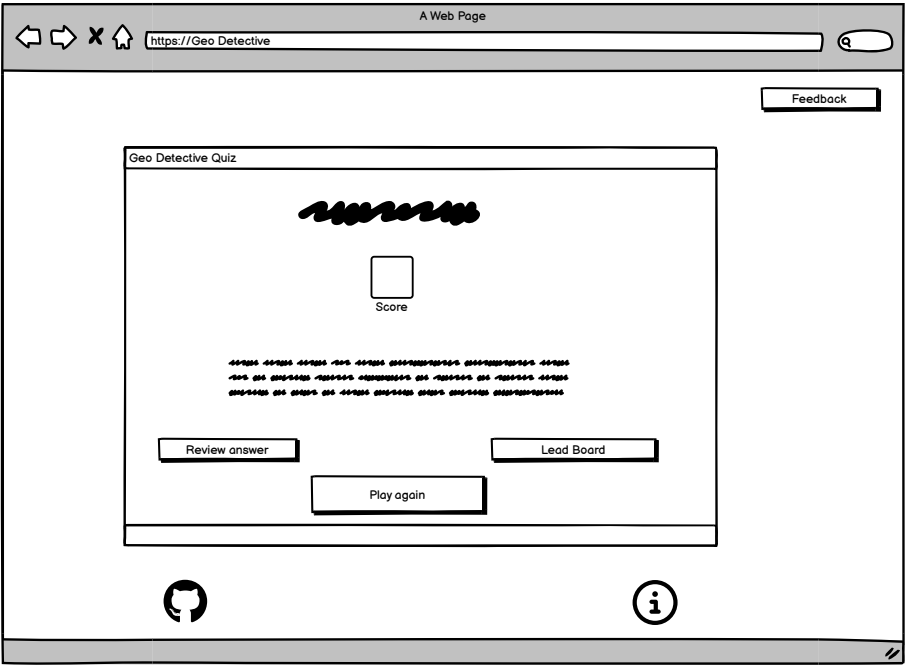 A Web Page
https://Geo Detective
Feedback
Geo Detective Quiz
Score
Review answer
Lead Board
Play again